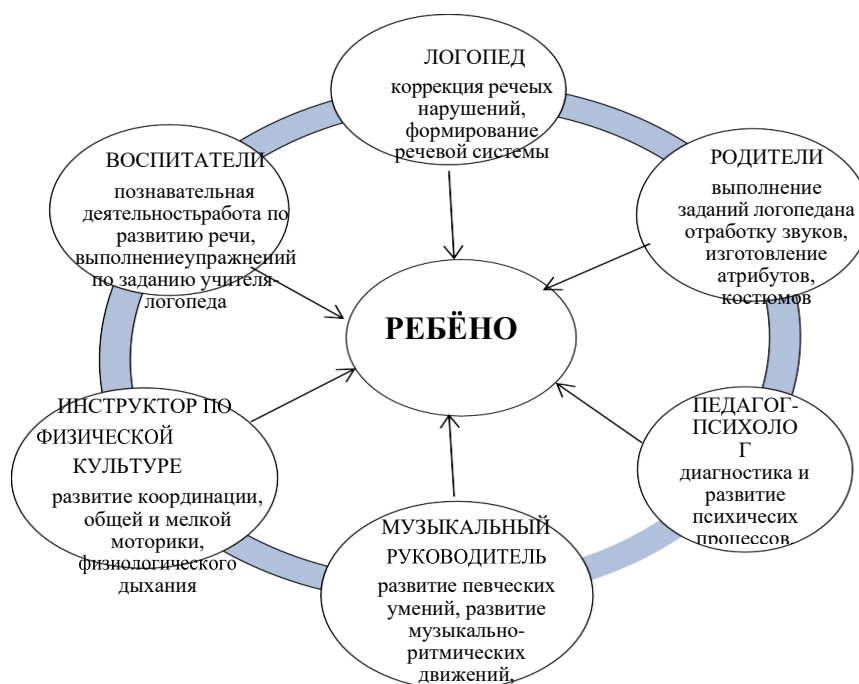 ЛОГОПЕД
коррекция речеых
нарушений,
формирование
речевой системы
РОДИТЕЛИ
выполнение
заданий логопедана
отработку звуков,
изготовление
атрибутов,
костюмов
ПЕДАГОГ-
ПСИХОЛО
Г
диагностика и
развитие
психичесих
процессов
МУЗЫКАЛЬНЫЙ
РУКОВОДИТЕЛЬ
развитие певческих
умений, развитие
музыкально-
ритмических
движений,
ИНСТРУКТОР ПО
ФИЗИЧЕСКОЙ
КУЛЬТУРЕ
развитие координации,
общей и мелкой
моторики,
физиологического
дыхания
ВОСПИТАТЕЛИ
познавательная
деятельностьработа по
развитию речи,
выполнениеупражнений
по заданию учителя-
логопеда
РЕБЁНО